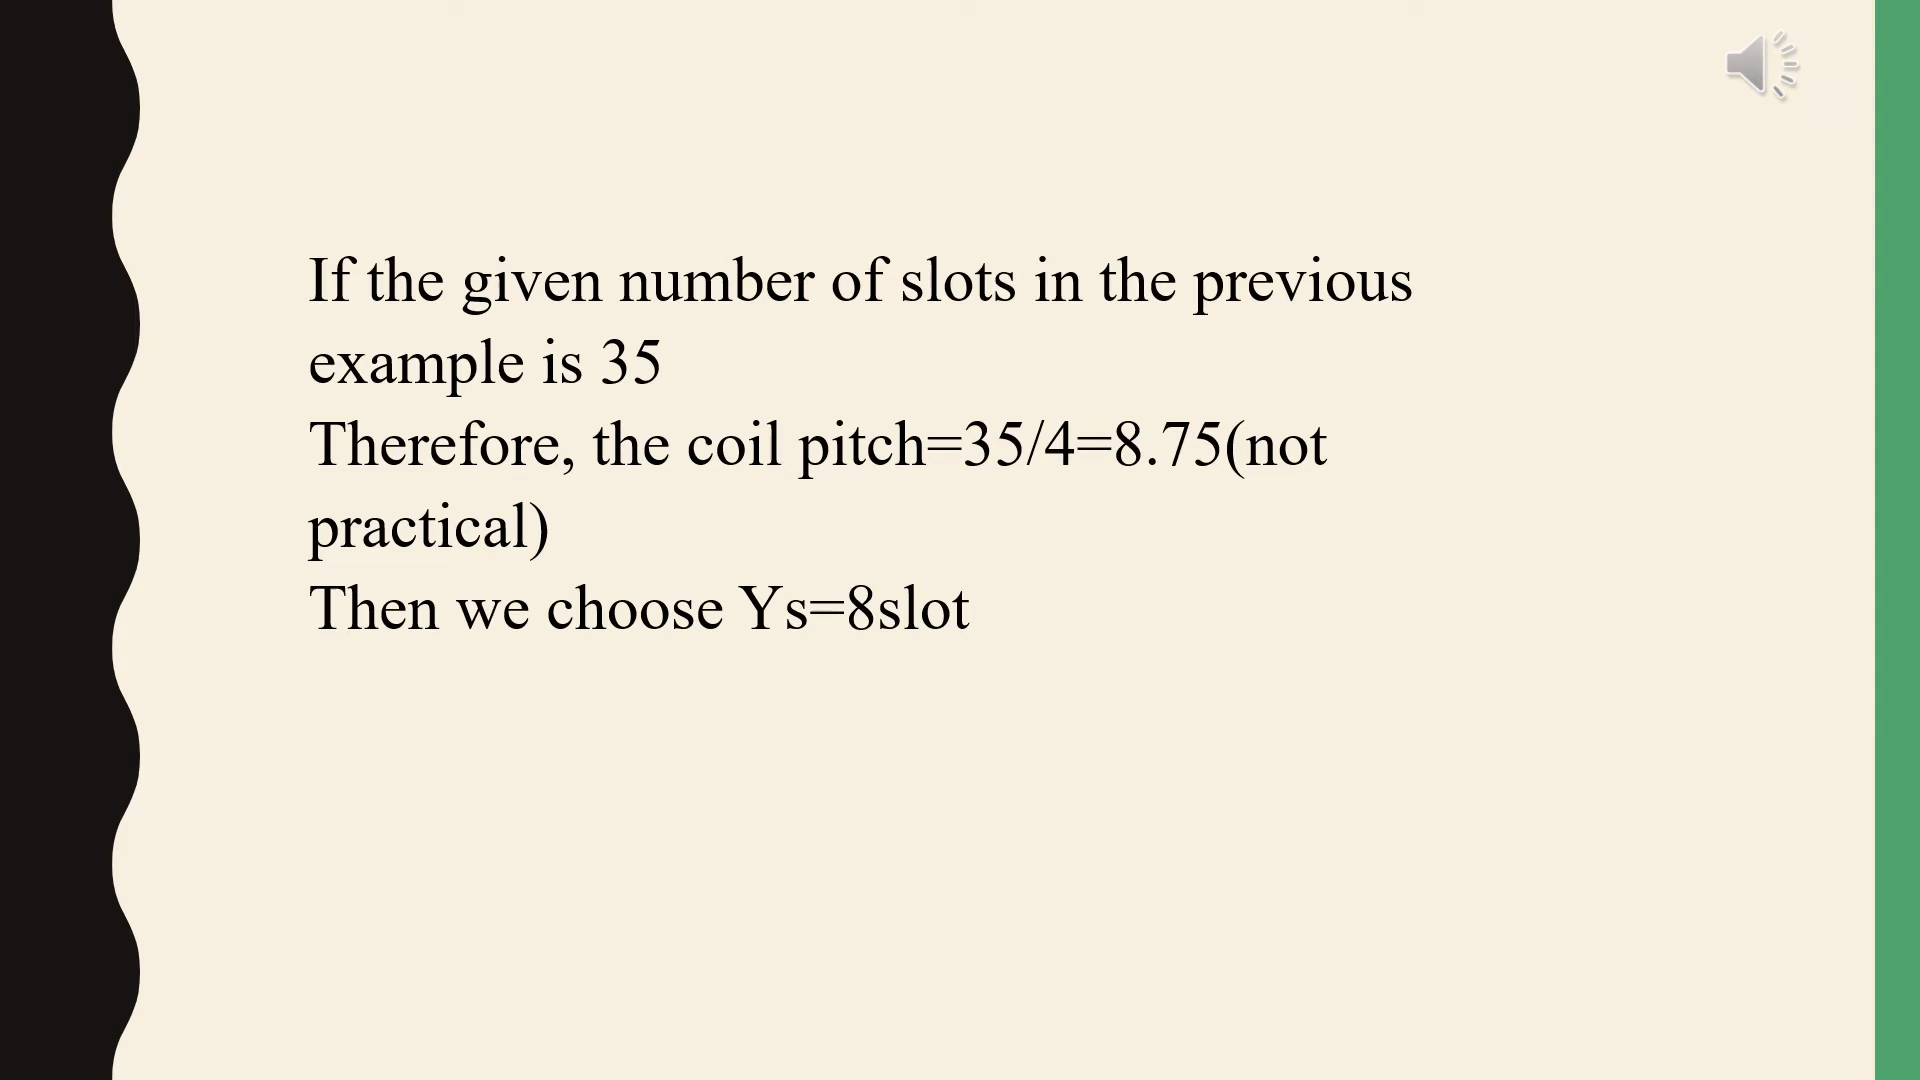 If the given number of slots in the previous
example is 35
Therefore, the coil pitch=35/4=8.75(not
practical)
Then we choose Ys=8slot